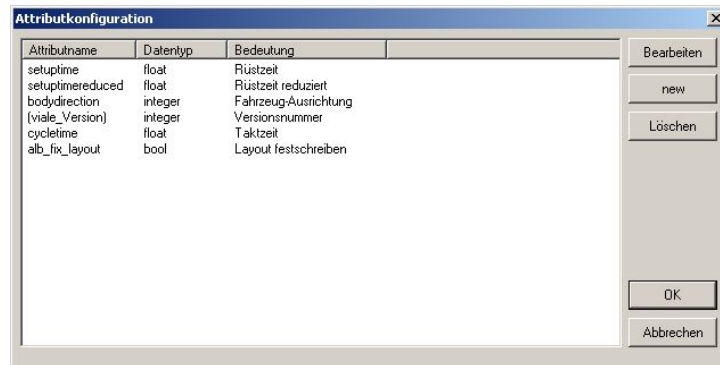 Attributkonfiguration
Attributname Datentyp Bedeutung
setuptime float Rüstzeit
setuptimereduced float Rüstzeit reduziert
bodydirection integer Fahrzeug-Ausrichtung
(viale_Version) integer Versionsnummer
cycletime float Taktzeit
alb_fix_layout bool Layout festschreiben
Bearbeiten
new
Löschen
OK
Abbrechen